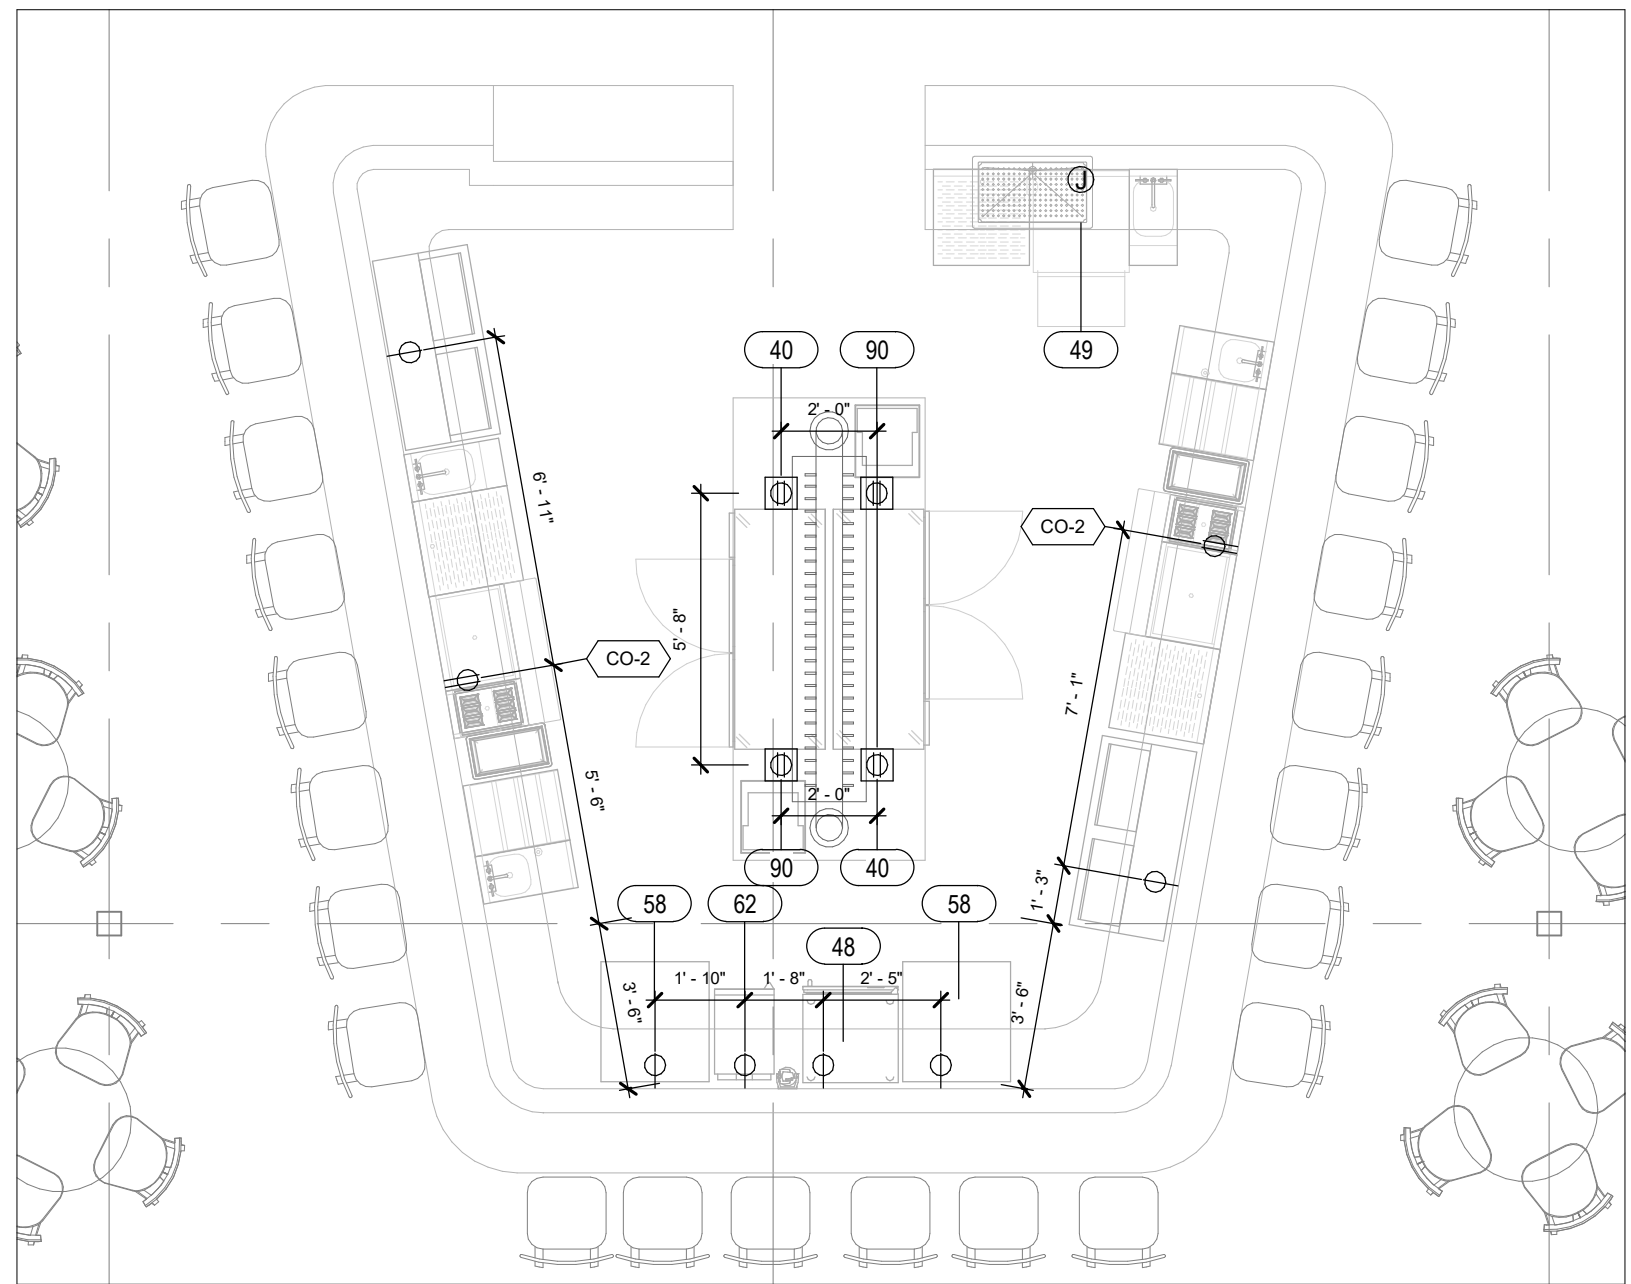 J
40
90
49
2' - 0"
6' - 11"
CO-2
5' - 8"
CO-2
7' - 1"
5' - 6"
2' - 0"
90
40
1' - 3"
58
62
58
48
1' - 10"
1' - 8"
2' - 5"
3' - 6"
3' - 6"